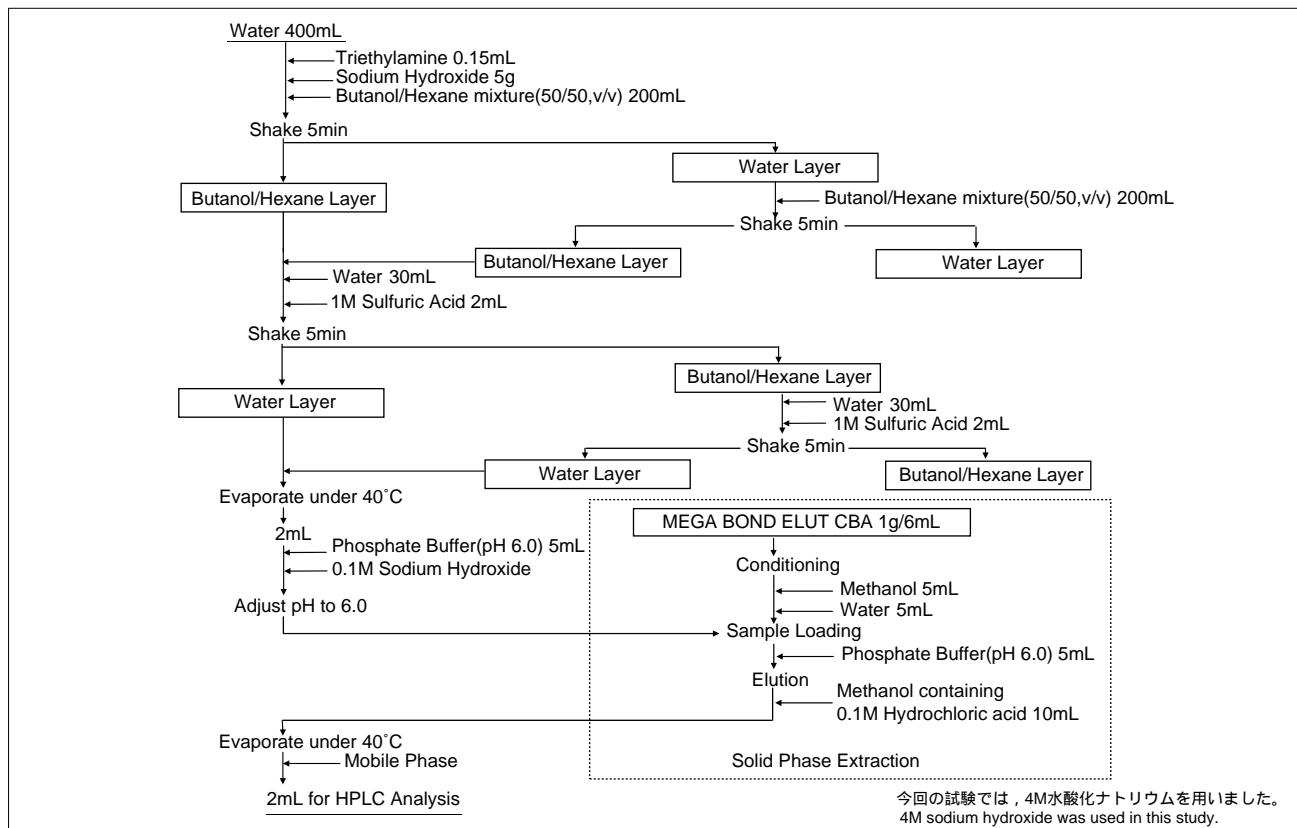 Water 400mL
Triethylamine 0.15mL
Sodium Hydroxide 5g
Butanol/Hexane mixture(50/50,v/v) 200mL
Shake 5min
Water Layer
Butanol/Hexane Layer
Butanol/Hexane mixture(50/50,v/v) 200mL
Shake 5min
Butanol/Hexane Layer
Water Layer
Water 30mL
1M Sulfuric Acid 2mL
Shake 5min
Butanol/Hexane Layer
Water Layer
Water 30mL
1M Sulfuric Acid 2mL
Shake 5min
Water Layer
Butanol/Hexane Layer
Evaporate under 40˚C
2mL
Phosphate Buffer(pH 6.0) 5mL
0.1M Sodium Hydroxide
Adjust pH to 6.0
MEGA BOND ELUT CBA 1g/6mL
Conditioning
Methanol 5mL
Water 5mL
Sample Loading
Phosphate Buffer(pH 6.0) 5mL
Elution
Methanol containing
0.1M Hydrochloric acid 10mL
Solid Phase Extraction
Evaporate under 40˚C
Mobile Phase
2mL for HPLC Analysis
今回の試験では，4M水酸化ナトリウムを用いました。
4M sodium hydroxide was used in this study.